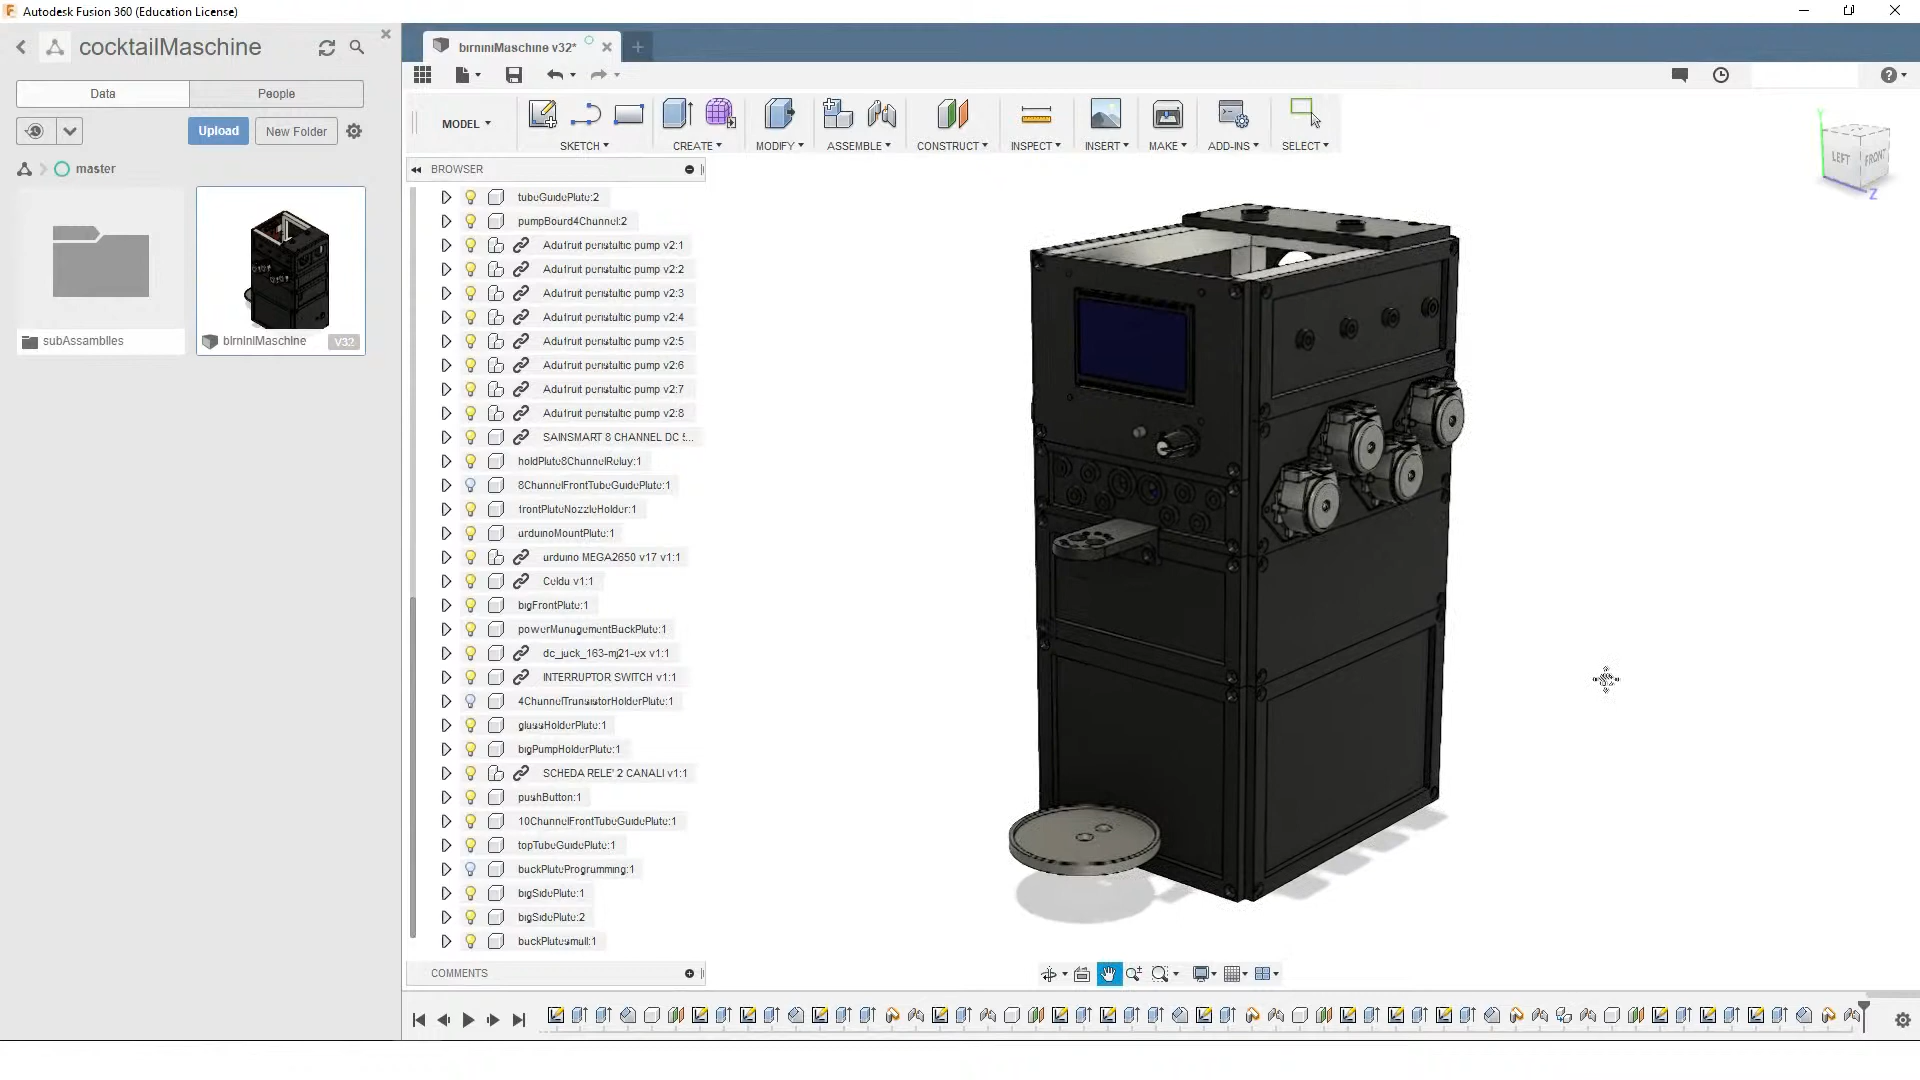 Autodesk Fusion 360 (Education License)
cocktailMaschine
Data
People
Upload
New Folder
master
subAssamblies
birniniMaschine
V32
birniniMaschine v32*
MODEL
SKETCH
CREATE
MODIFY
ASSEMBLE
CONSTRUCT
INSPECT
INSERT
MAKE
ADD-INS
SELECT
BROWSER
tubeGuidePlate:2
pumpBoard4Channel:2
Adafruit peristaltic pump v2:1
Adafruit peristaltic pump v2:2
Adafruit peristaltic pump v2:3
Adafruit peristaltic pump v2:4
Adafruit peristaltic pump v2:5
Adafruit peristaltic pump v2:6
Adafruit peristaltic pump v2:7
Adafruit peristaltic pump v2:8
SAINSMART 8 CHANNEL DC 5...
holdPlate8ChannelRelay:1
8ChannelFrontTubeGuidePlate:1
frontPlateNozzleHolder:1
arduinoMountPlate:1
arduino MEGA2650 v17 v1:1
Celda v1:1
bigFrontPlate:1
powerManagementBackPlate:1
dc_jack_163-mj21-ex v1:1
INTERRUPTOR SWITCH v1:1
4ChannelTransistorHolderPlate:1
glassHolderPlate:1
bigPumpHolderPlate:1
SCHEDA RELE' 2 CANALI v1:1
pushButton:1
10ChannelFrontTubeGuidePlate:1
topTubeGuidePlate:1
backPlateProgramming:1
bigSidePlate:1
bigSidePlate:2
backPlatesmall:1
COMMENTS
LEFT
FRONT
Y
Z